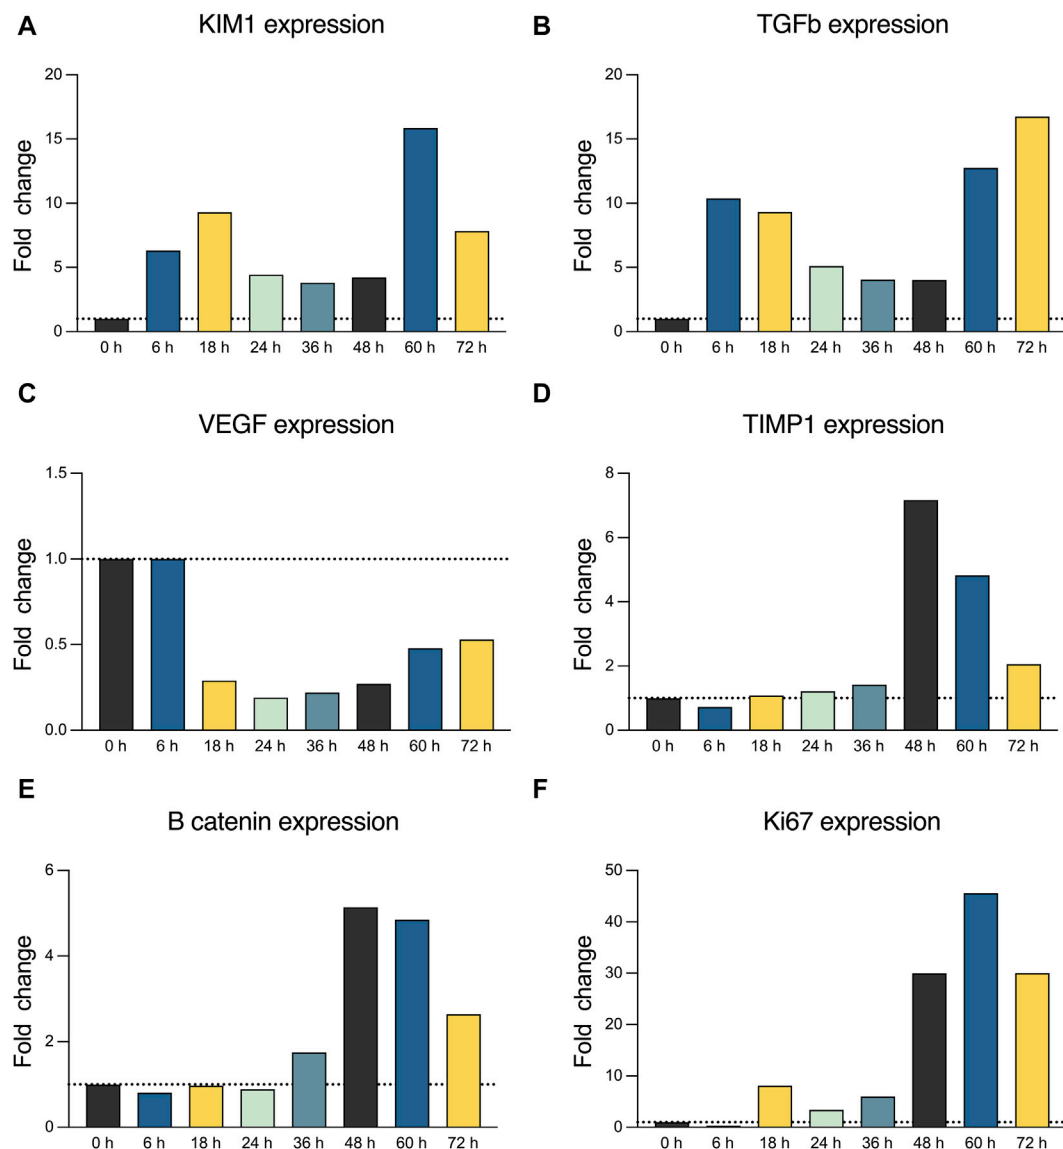 A
KIM1 expression
Fold change
20
15
10
5
0
0 h 6 h 18 h 24 h 36 h 48 h 60 h 72 h
B
TGFb expression
Fold change
20
15
10
5
0
0 h 6 h 18 h 24 h 36 h 48 h 60 h 72 h
C
VEGF expression
Fold change
1.5
1.0
0.5
0.0
0 h 6 h 18 h 24 h 36 h 48 h 60 h 72 h
D
TIMP1 expression
Fold change
8
6
4
2
0
0 h 6 h 18 h 24 h 36 h 48 h 60 h 72 h
E
B catenin expression
Fold change
6
4
2
0
0 h 6 h 18 h 24 h 36 h 48 h 60 h 72 h
F
Ki67 expression
Fold change
50
40
30
20
10
0
0 h 6 h 18 h 24 h 36 h 48 h 60 h 72 h